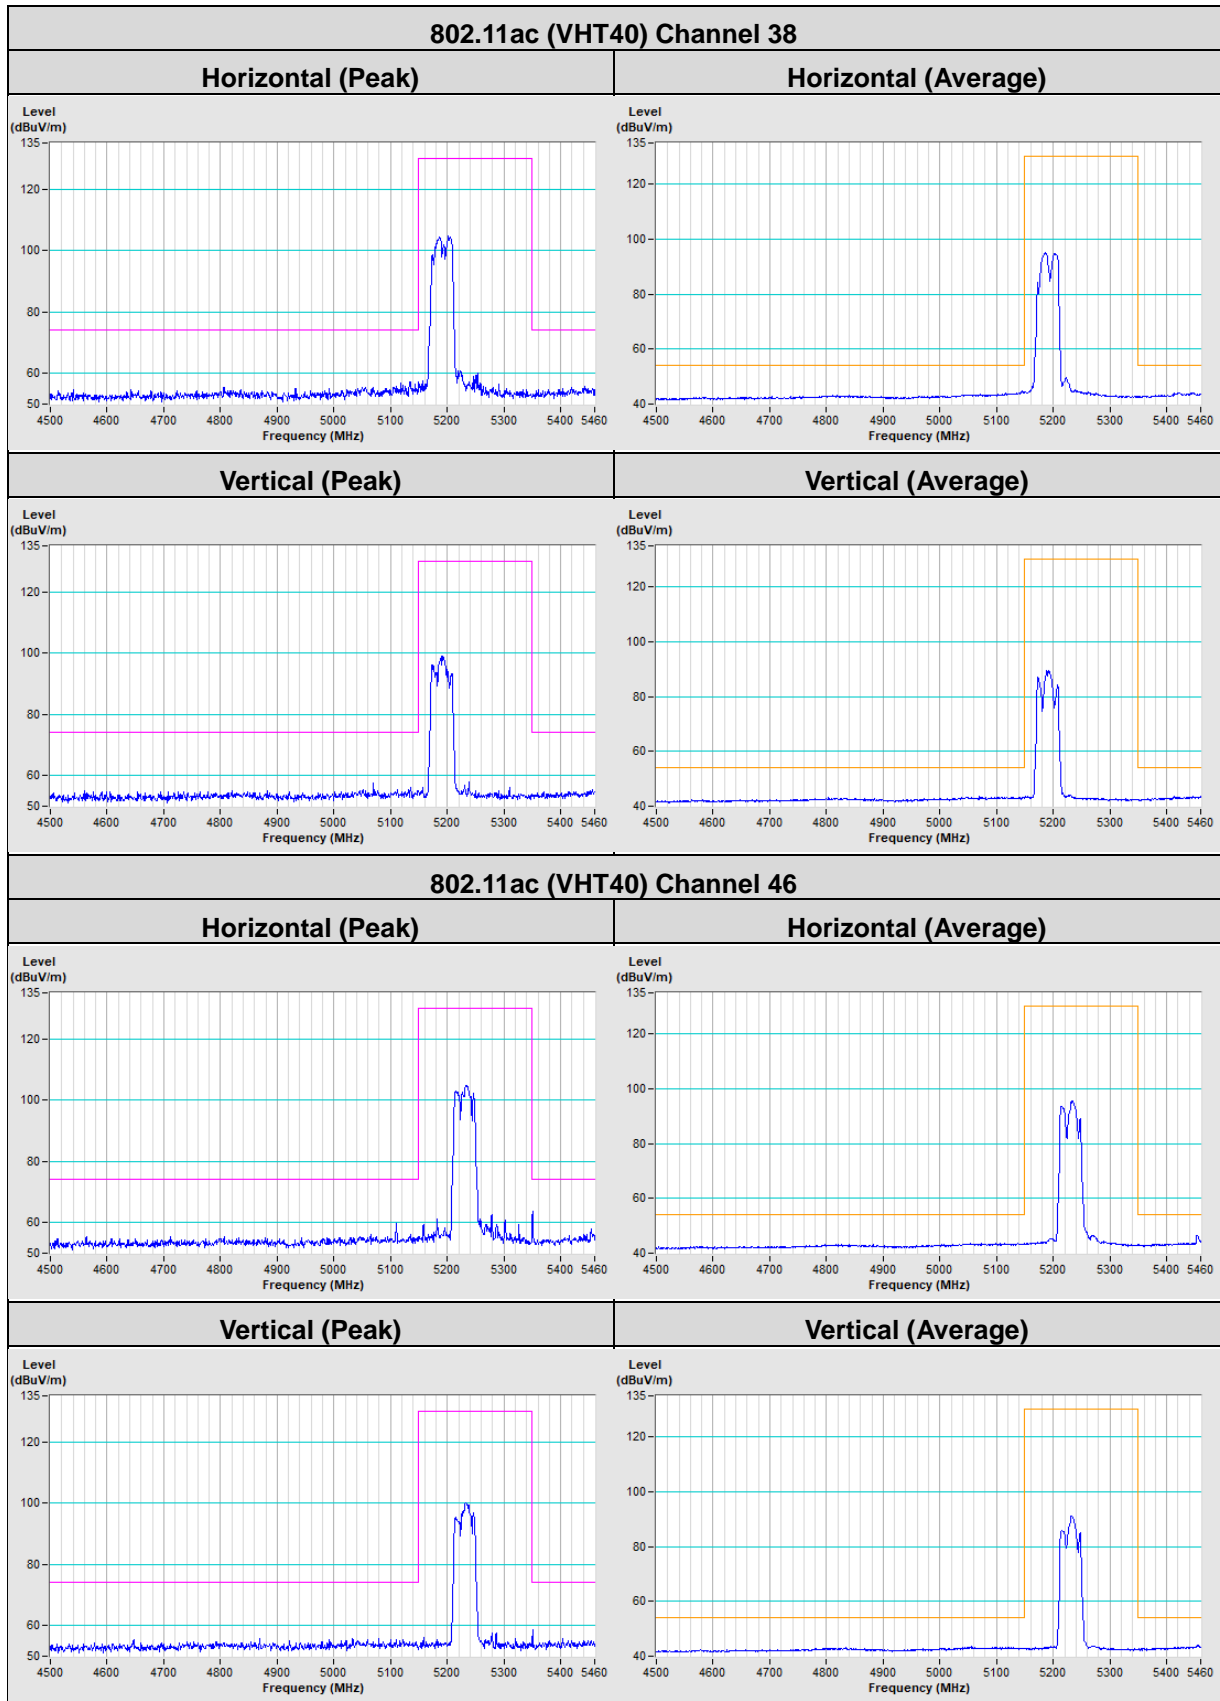 802.11ac (VHT40) Channel 38
Horizontal (Peak) Horizontal (Average)
Level Level
(dBuV/m) (dBuV/m)
135 135
120 120
100 100
80 80
60 60
50 40
4500 4600 4700 4800 4900 5000 5100 5200 5300 5400 5460 4500 4600 4700 4800 4900 5000 5100 5200 5300 5400 5460
Frequency (MHz) Frequency (MHz)
Vertical (Peak) Vertical (Average)
Level Level
(dBuV/m) (dBuV/m)
135 135
120 120
100 100
80 80
60 60
50 40
4500 4600 4700 4800 4900 5000 5100 5200 5300 5400 5460 4500 4600 4700 4800 4900 5000 5100 5200 5300 5400 5460
Frequency (MHz) Frequency (MHz)
802.11ac (VHT40) Channel 46
Horizontal (Peak) Horizontal (Average)
Level Level
(dBuV/m) (dBuV/m)
135 135
120 120
100 100
80 80
60 60
50 40
4500 4600 4700 4800 4900 5000 5100 5200 5300 5400 5460 4500 4600 4700 4800 4900 5000 5100 5200 5300 5400 5460
Frequency (MHz) Frequency (MHz)
Vertical (Peak) Vertical (Average)
Level Level
(dBuV/m) (dBuV/m)
135 135
120 120
100 100
80 80
60 60
50 40
4500 4600 4700 4800 4900 5000 5100 5200 5300 5400 5460 4500 4600 4700 4800 4900 5000 5100 5200 5300 5400 5460
Frequency (MHz) Frequency (MHz)